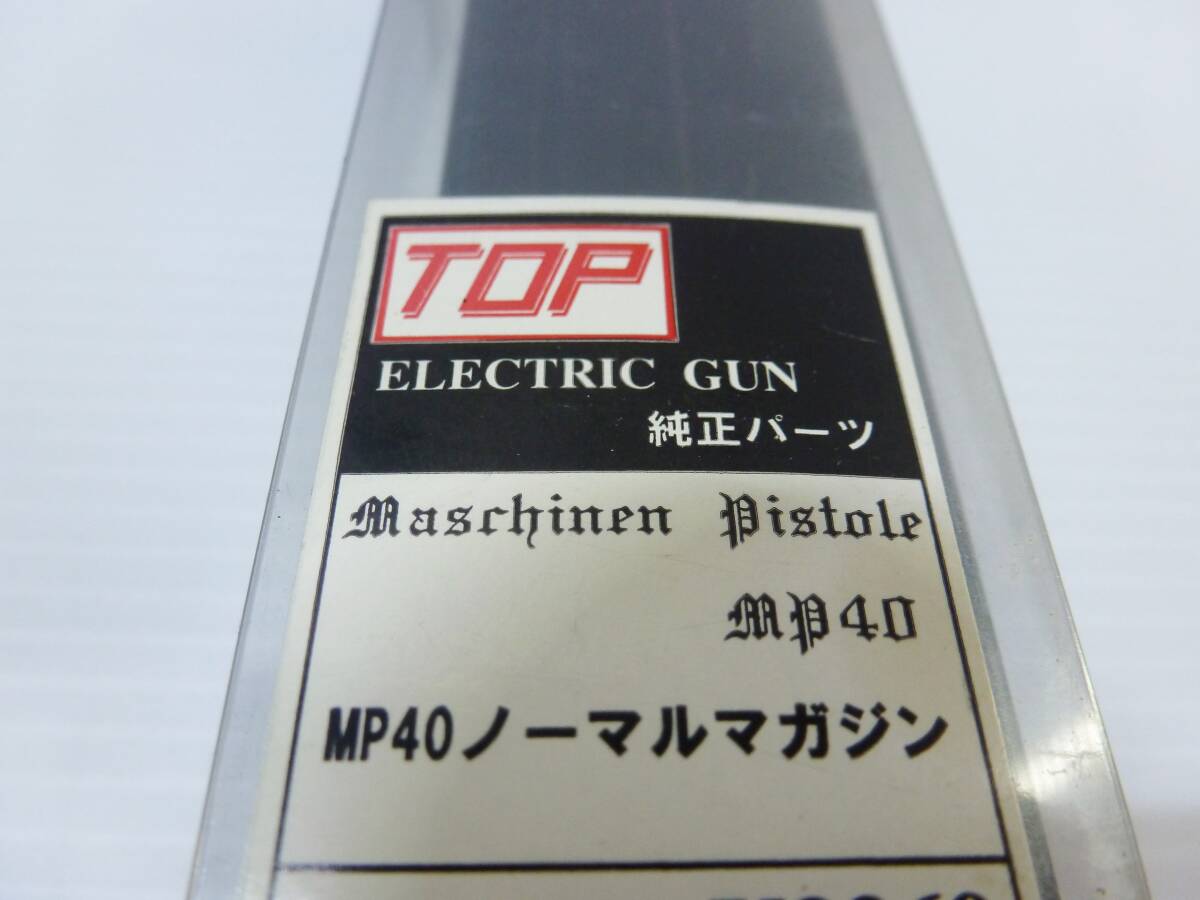 TOP
ELECTRIC GUN
純正パーツ
Maschinen Pistole
MP40
MP40ノーマルマガジン